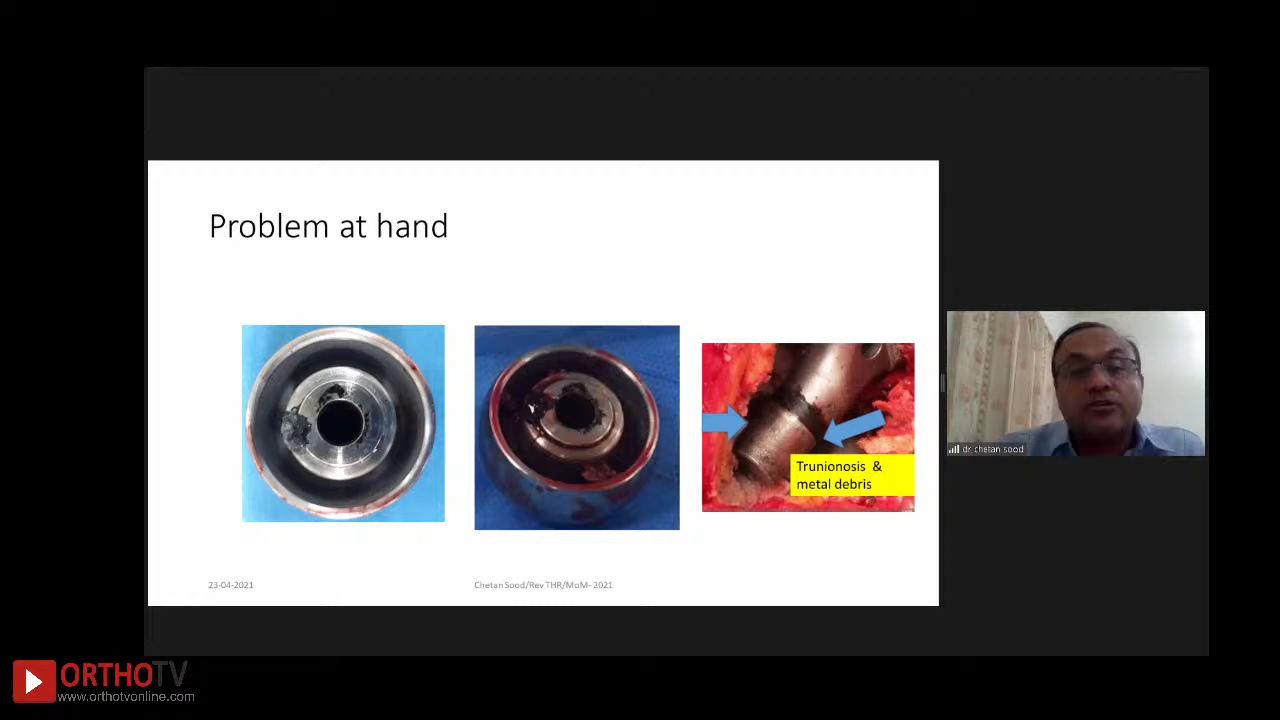 Problem at hand
Trunionosis &
metal debris
23-04-2021
Chetan Sood/Rev THR/MoM- 2021
dr. chetan sood
ORTHOTV
www.orthotvonline.com